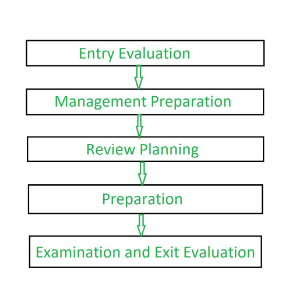 Entry Evaluation
Management Preparation
Review Planning
Preparation
Examination and Exit Evaluation